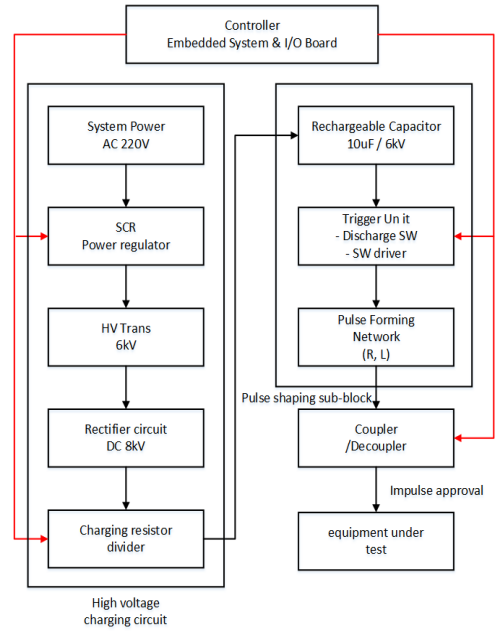 Controller
Embedded System & I/O Board
System Power
AC 220V
SCR
Power regulator
HV Trans
6kV
Rectifier circuit
DC 8kV
Charging resistor
divider
High voltage
charging circuit
Rechargeable Capacitor
10uF / 6kV
Trigger Un it
- Discharge SW
- SW driver
Pulse Forming
Network
(R, L)
Pulse shaping sub-block
Coupler
/Decoupler
Impulse approval
equipment under
test